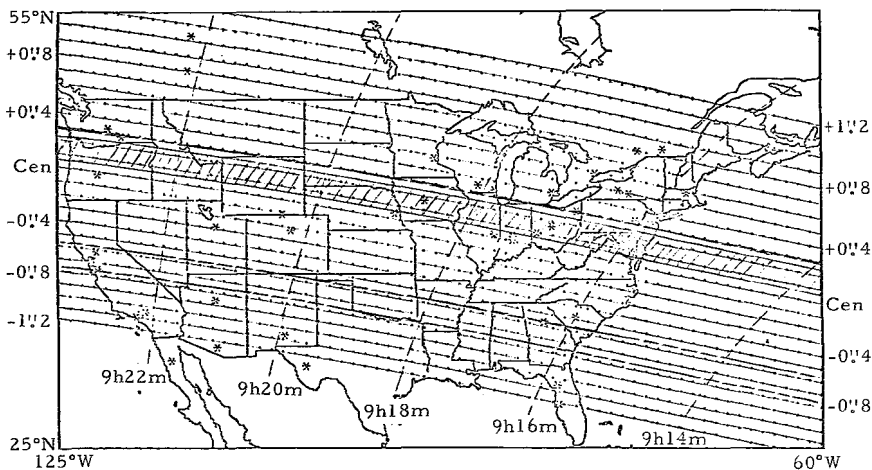 55°N
+0"8
+0"4
Cen
-0"4
-0"8
-1"2
25°N
125°W
60°W
+1"2
+0"8
+0"4
Cen
-0"4
-0"8
9h22m
9h20m
9h18m
9h16m
9h14m